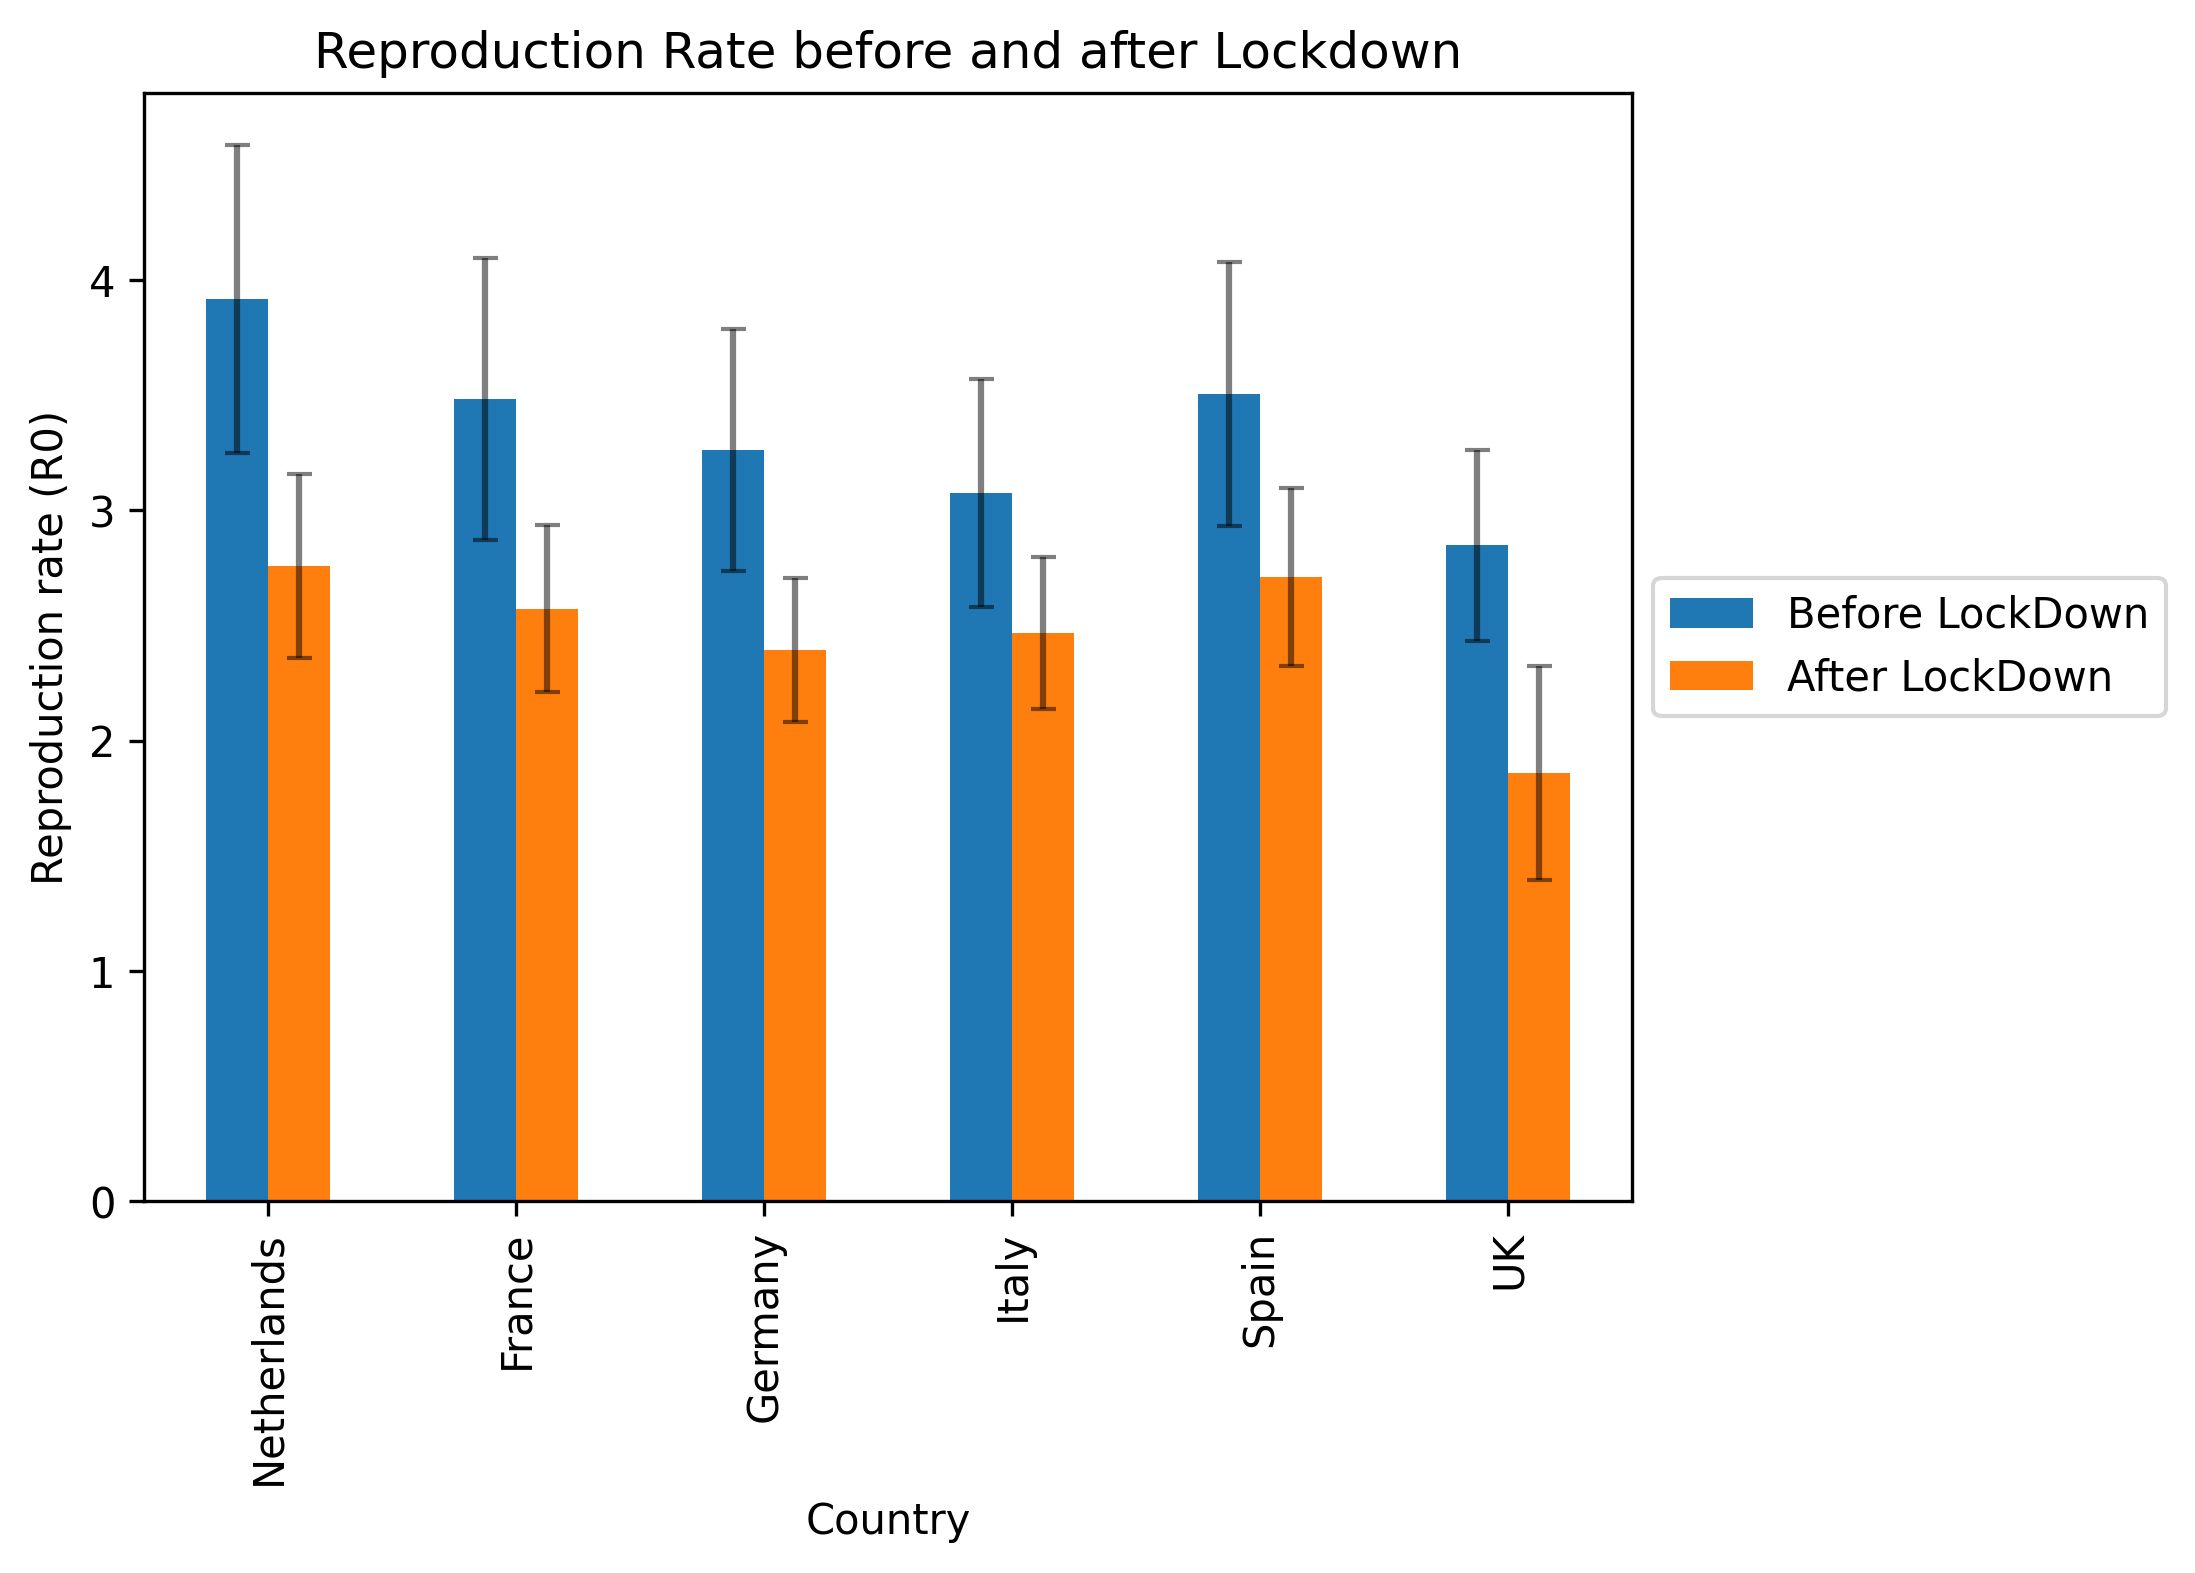 Reproduction Rate before and after Lockdown
Reproduction rate (R0)
4
3
2
1
0
Netherlands
France
Germany
Italy
Spain
UK
Country
Before LockDown
After LockDown